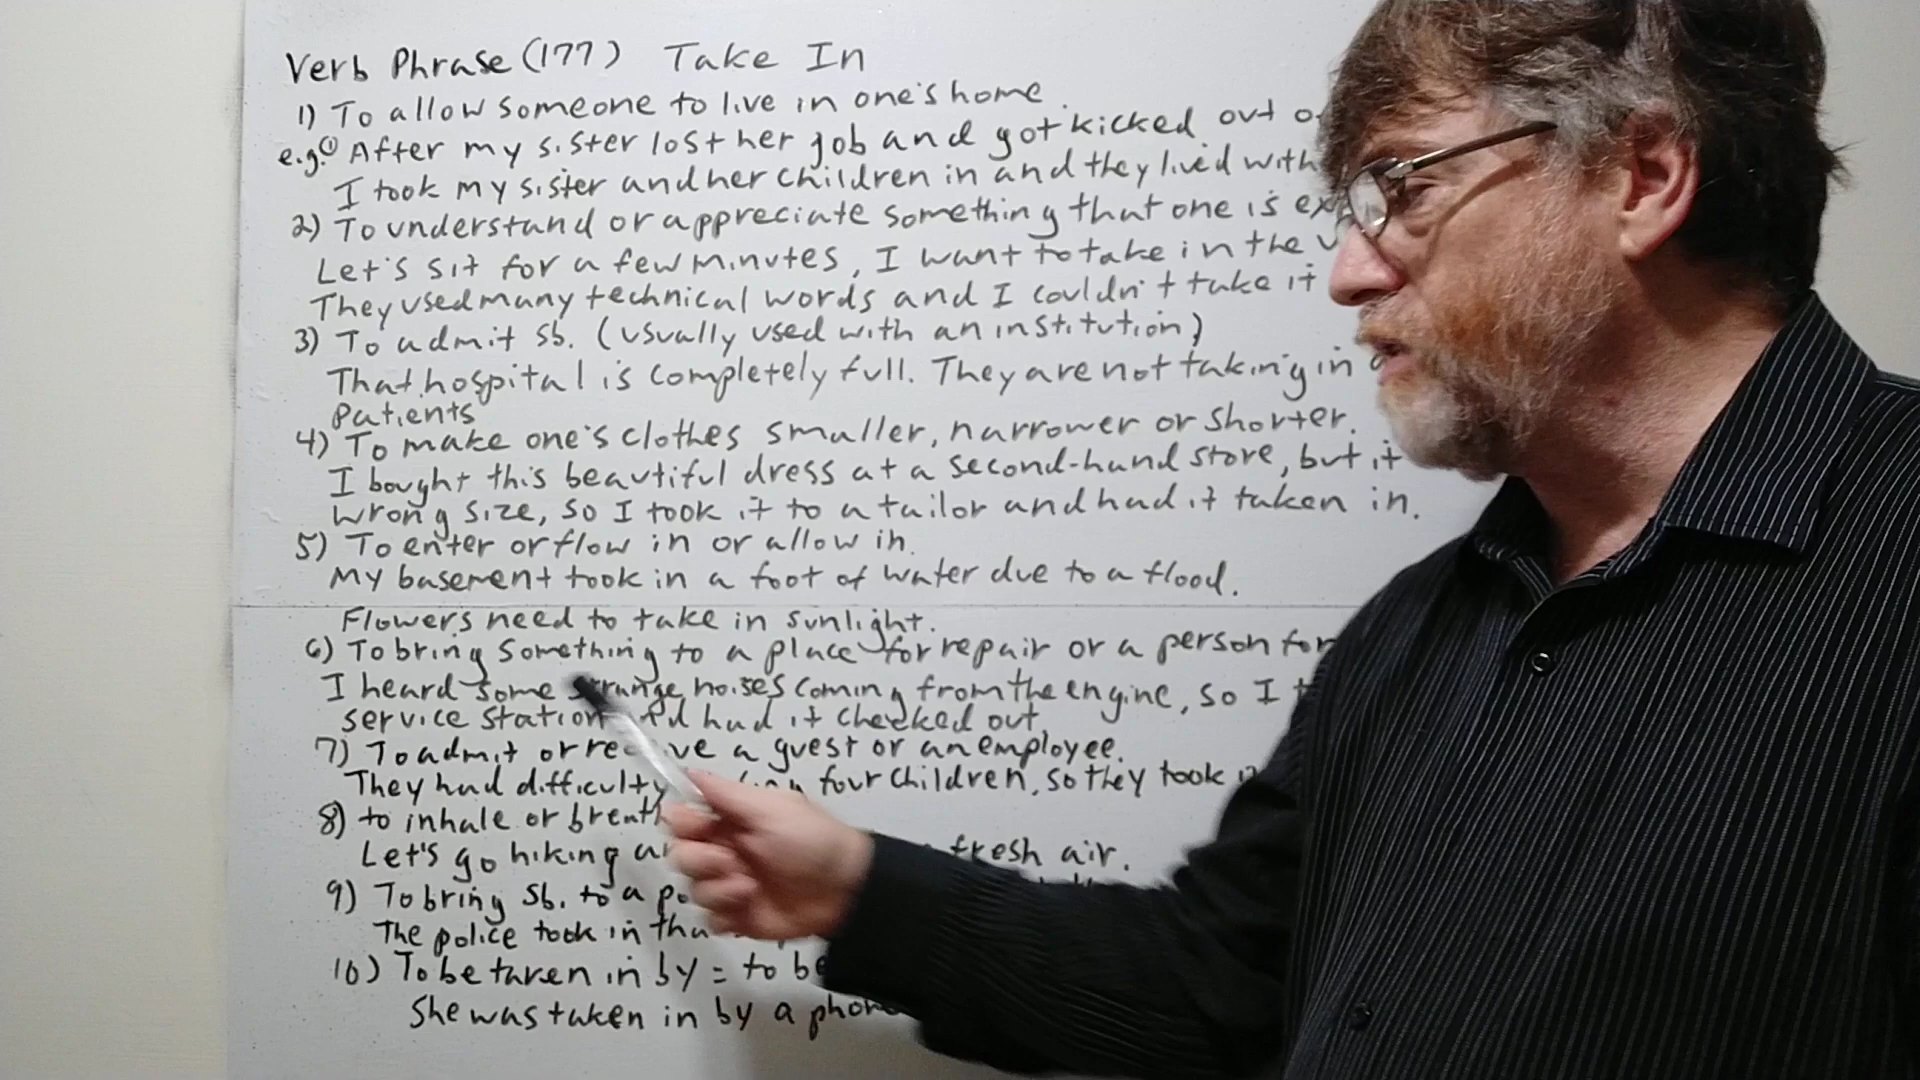 Verb Phrase (177) Take In
1) To allow someone to live in one's home.
e.g. ① After my sister lost her job and got kicked out
I took my sister and her children in and they lived with
2) To understand or appreciate something that one is
Let's sit for a few minutes, I want to take in the
They used many technical words and I couldn't take it
3) To admit sb. (usually used with an institution)
That hospital is completely full. They are not taking in
Patients
4) To make one's clothes smaller, narrower or shorter.
I bought this beautiful dress at a second-hand store, but it
wrong size, so I took it to a tailor and had it taken in.
5) To enter or flow in or allow in.
My basement took in a foot of water due to a flood.
Flowers need to take in sunlight.
6) To bring something to a place for repair or a person for
I heard some strange noises coming from the engine, so I
service station and had it checked out
7) To admit or receive a guest or an employee.
They had difficulty four children, so they took
8) to inhale or
Let's go hiking fresh air.
9) To bring sb. to a
The police took in
10) To be taken in by = to be
She was taken in by a